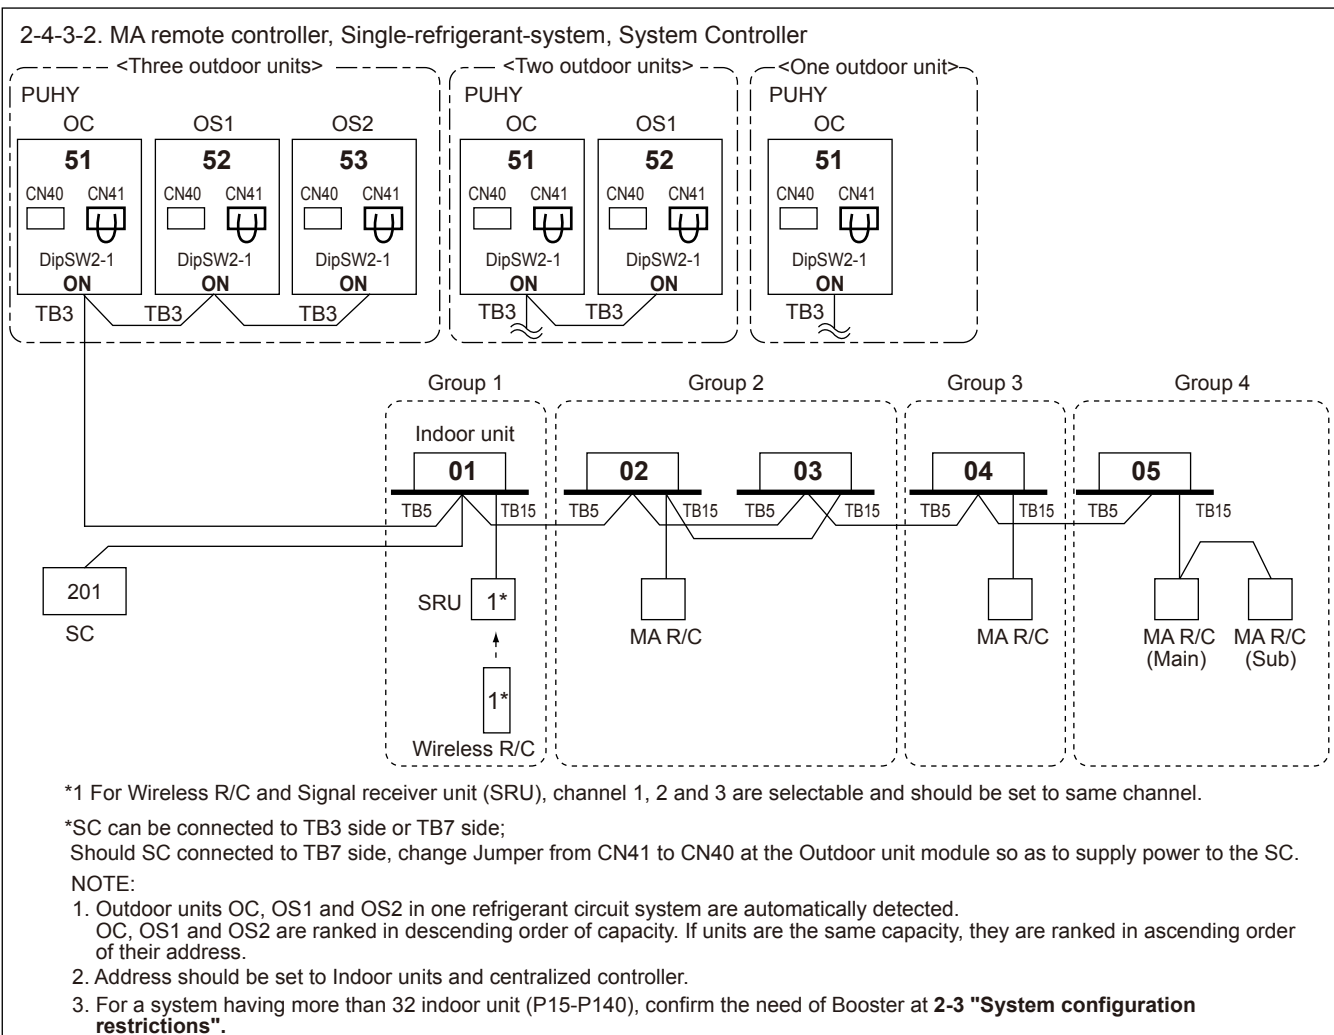 2-4-3-2. MA remote controller, Single-refrigerant-system, System Controller
<Three outdoor units> <Two outdoor units> <One outdoor unit>
PUHY PUHY PUHY
OC OS1 OS2 OC OS1 OC
51 52 53 51 52 51
CN40 CN41 CN40 CN41 CN40 CN41 CN40 CN41 CN40 CN41 CN40 CN41
DipSW2-1 DipSW2-1 DipSW2-1 DipSW2-1 DipSW2-1 DipSW2-1
ON ON ON ON ON ON
TB3 TB3 TB3 TB3 TB3 TB3
Group 1 Group 2 Group 3 Group 4
Indoor unit
01 02 03 04 05
TB5 TB15 TB5 TB15 TB5 TB15 TB5 TB15 TB5 TB15
201
SC
SRU 1*
MA R/C MA R/C MA R/C (Main) MA R/C (Sub)
1*
Wireless R/C
*1 For Wireless R/C and Signal receiver unit (SRU), channel 1, 2 and 3 are selectable and should be set to same channel.
*SC can be connected to TB3 side or TB7 side;
Should SC connected to TB7 side, change Jumper from CN41 to CN40 at the Outdoor unit module so as to supply power to the SC.
NOTE:
1. Outdoor units OC, OS1 and OS2 in one refrigerant circuit system are automatically detected.
OC, OS1 and OS2 are ranked in descending order of capacity. If units are the same capacity, they are ranked in ascending order
of their address.
2. Address should be set to Indoor units and centralized controller.
3. For a system having more than 32 indoor unit (P15-P140), confirm the need of Booster at 2-3 "System configuration
restrictions".